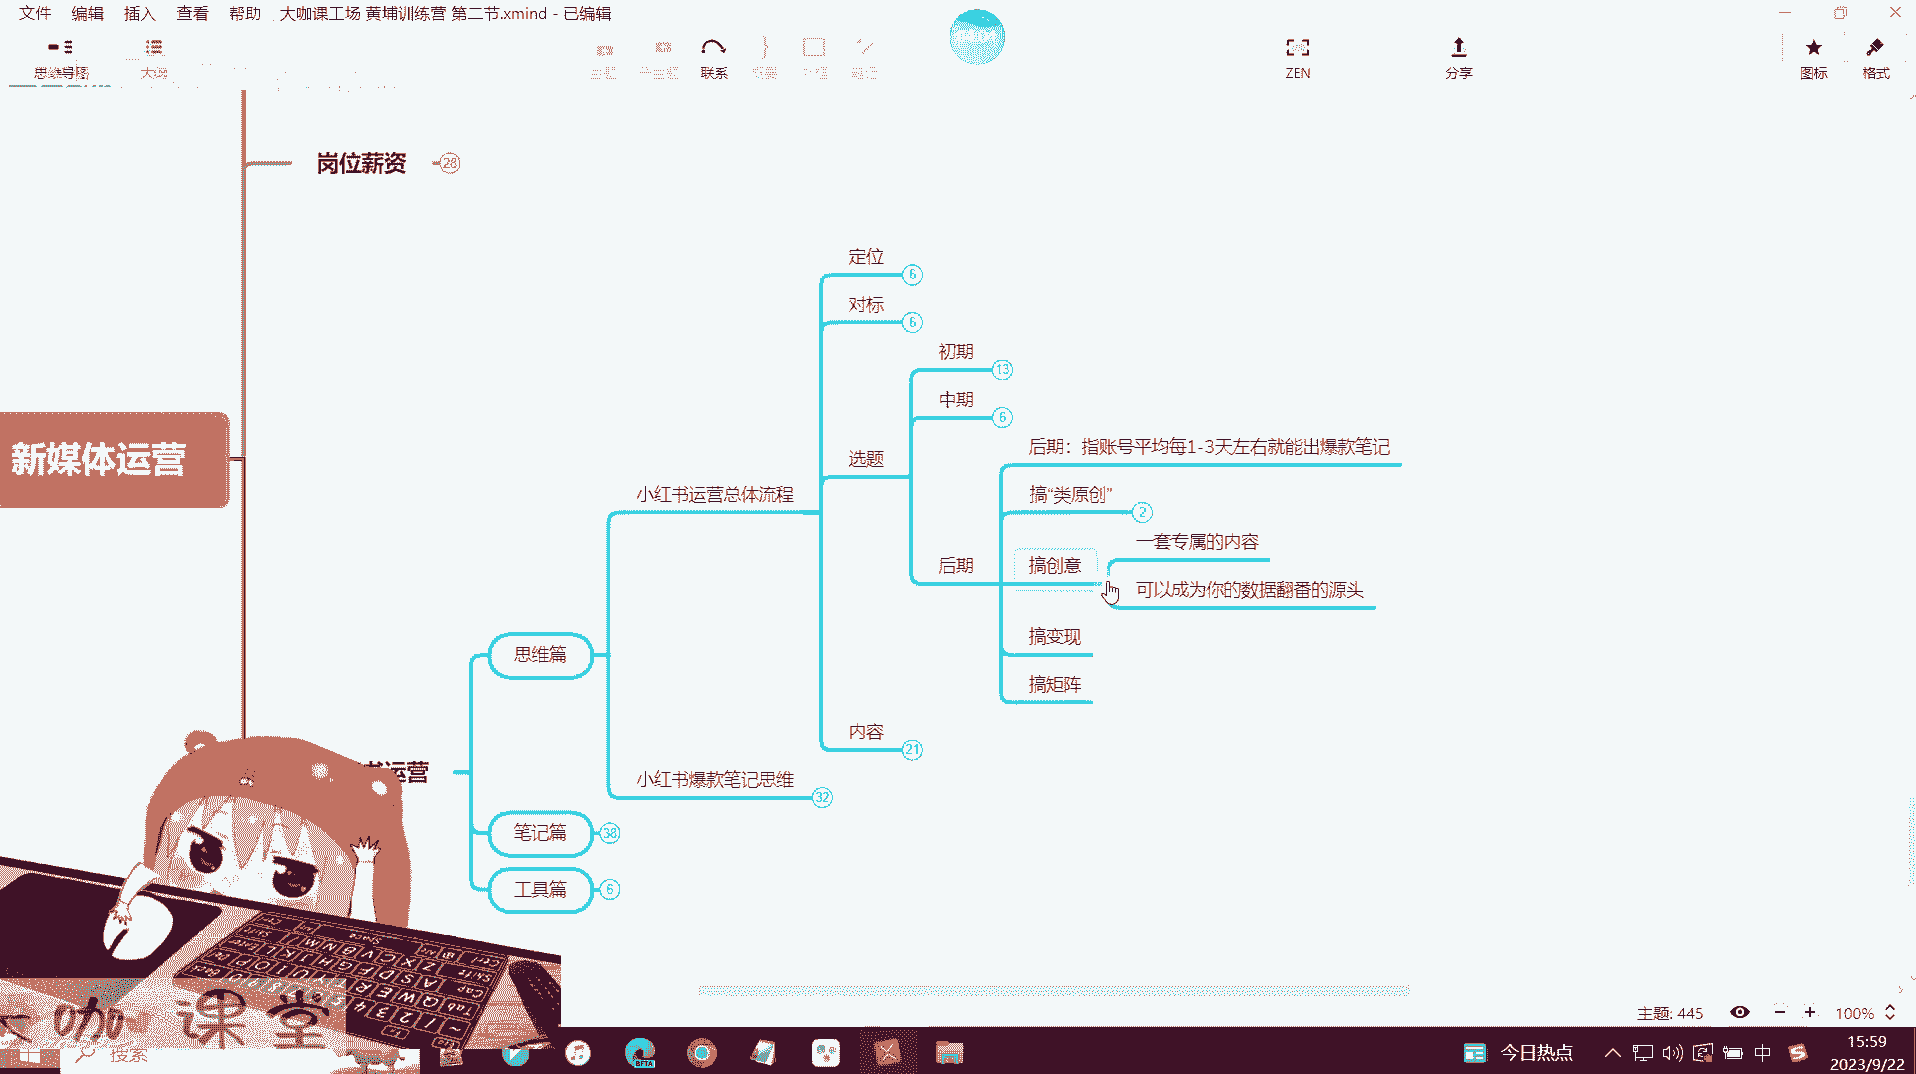 文件 编辑 插入 查看 帮助 大咖课工场 黄埔训练营 第二节.xmind - 已编辑
思维导图 大纲 联系 ZEN 分享 图标 格式
岗位薪资 28
定位 6
对标 6
初期 13
中期 6
后期：指账号平均每1-3天左右就能出爆款笔记
新媒体运营
选题
小红书运营总体流程
搞“类原创” 2
一套专属的内容
后期
搞创意
可以成为你的数据翻番的源头
搞变现
思维篇
搞矩阵
内容 21
书运营
小红书爆款笔记思维 32
笔记篇 38
工具篇 6
咖课堂
主题: 445
100%
搜索
BETA
今日热点
中
15:59
2023/9/22